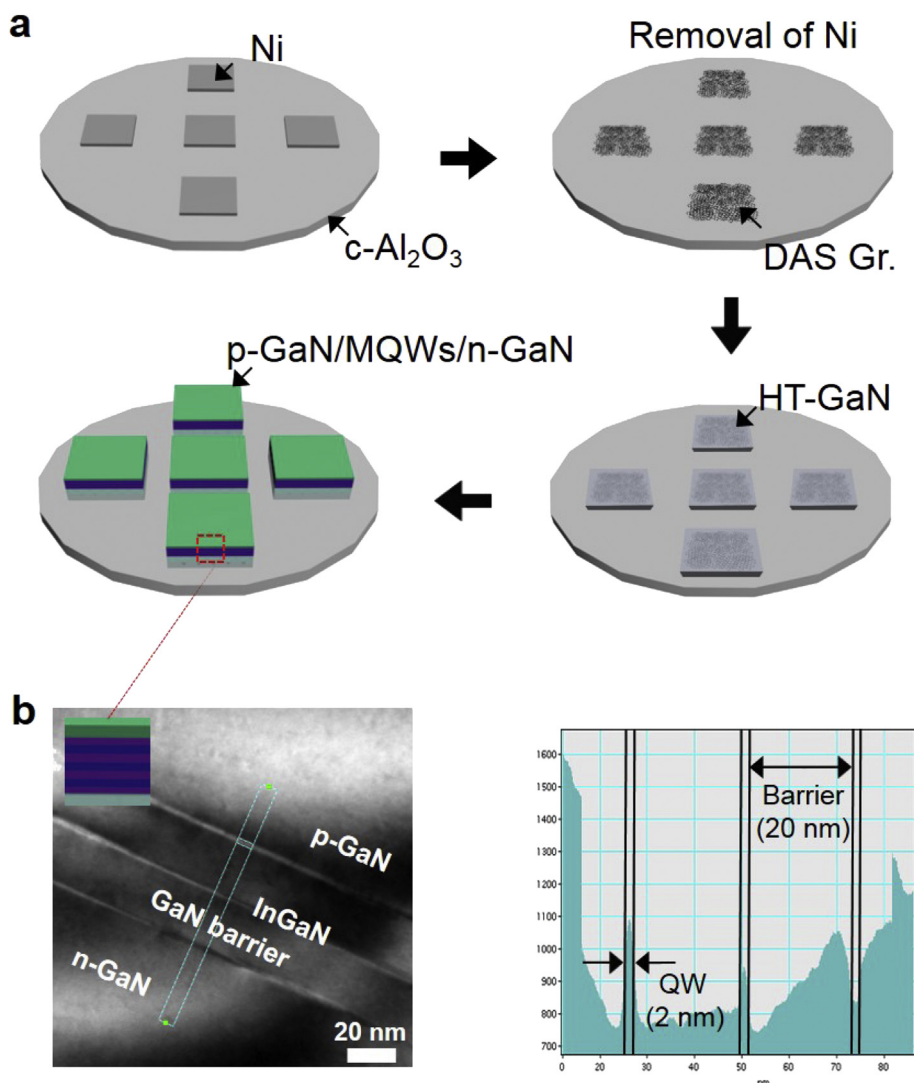 a
Ni
Removal of Ni
c-Al₂O₃
DAS Gr.
p-GaN/MQWs/n-GaN
HT-GaN
b
p-GaN
InGaN
GaN barrier
n-GaN
20 nm
1600
1500
1400
1300
1200
1100
1000
900
800
700
Barrier
(20 nm)
QW
(2 nm)
0 10 20 30 40 50 60 70 80
nm